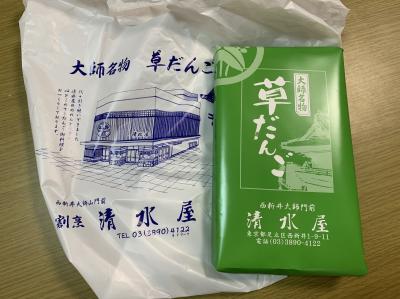 大師名物 草だんご
西新井大師山門前
割烹 清水屋
TEL 03(3890)4122
大師名物
草だんご
西新井大師門前
清水屋
東京都足立区西新井1-9-11
電話(03)3890-4122